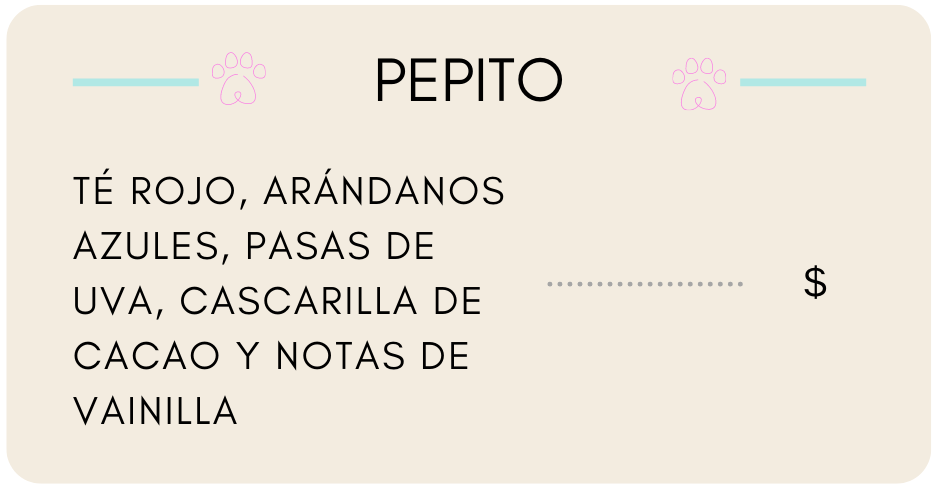 PEPITO
TÉ ROJO, ARÁNDANOS
AZULES, PASAS DE
UVA, CASCARILLA DE
CACAO Y NOTAS DE
VAINILLA
$